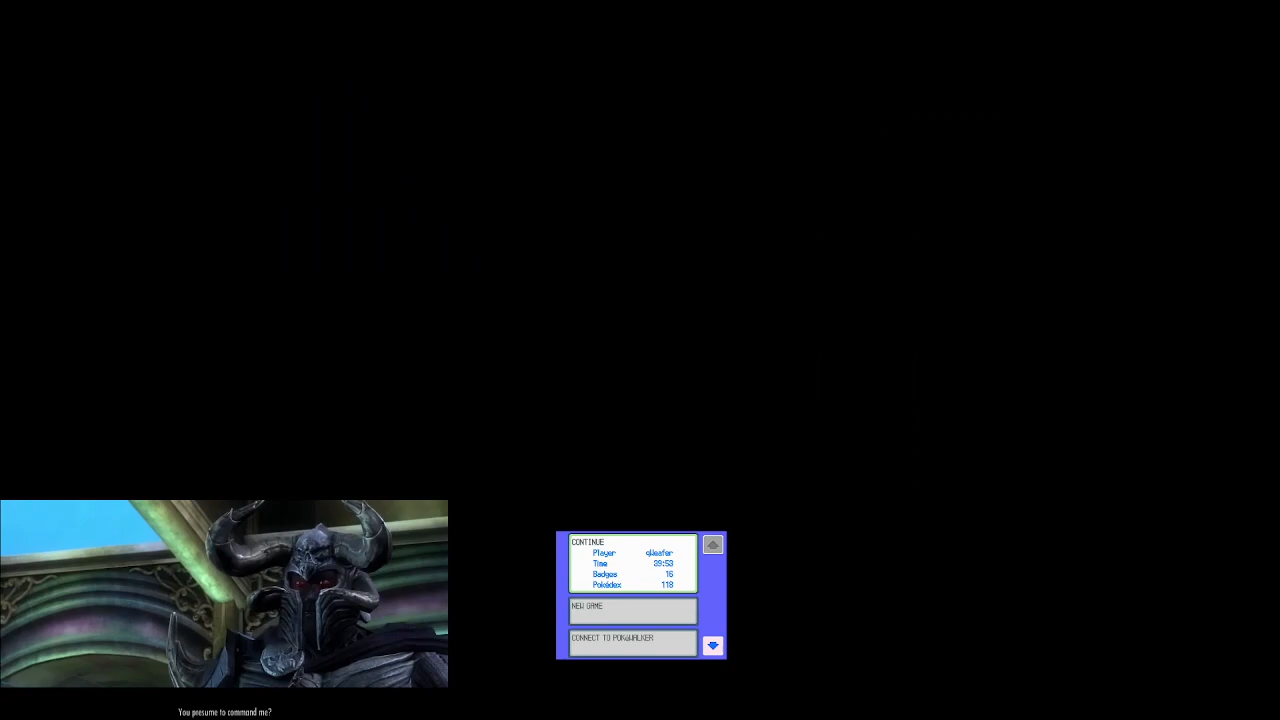 CONTINUE
Player
Time 39:53
Badges 16
Pokédex 118
NEW GAME
CONNECT TO POKéWALKER
You presume to command me?